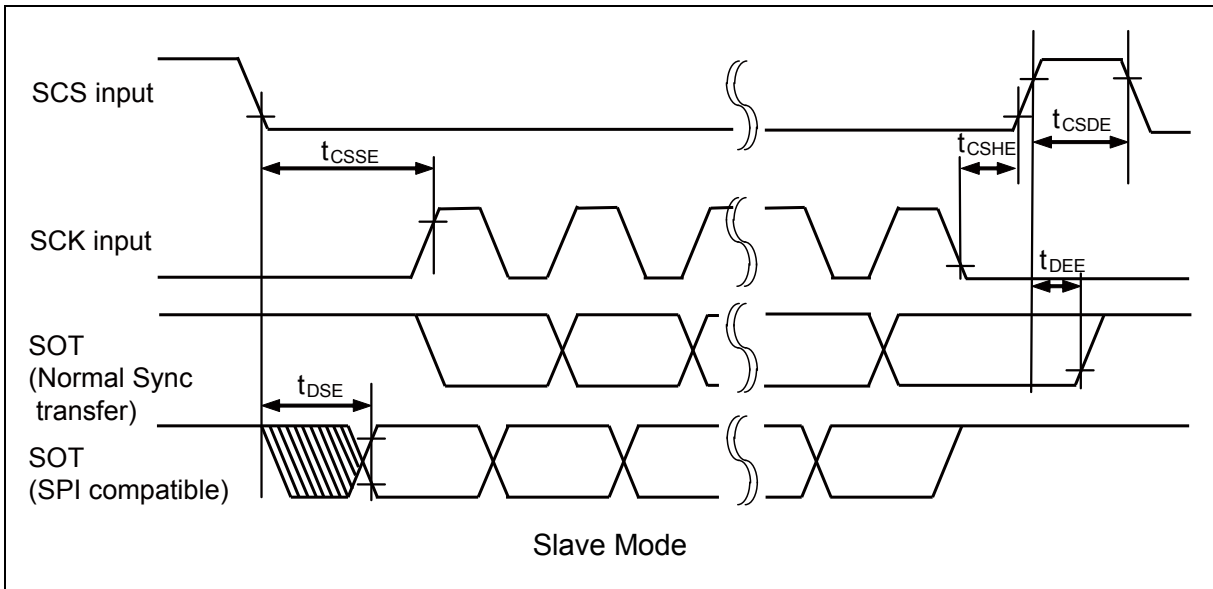 SCS input
tCSSE
tCSHE
tCSDE
SCK input
tDEE
SOT
(Normal Sync
transfer)
tDSE
SOT
(SPI compatible)
Slave Mode